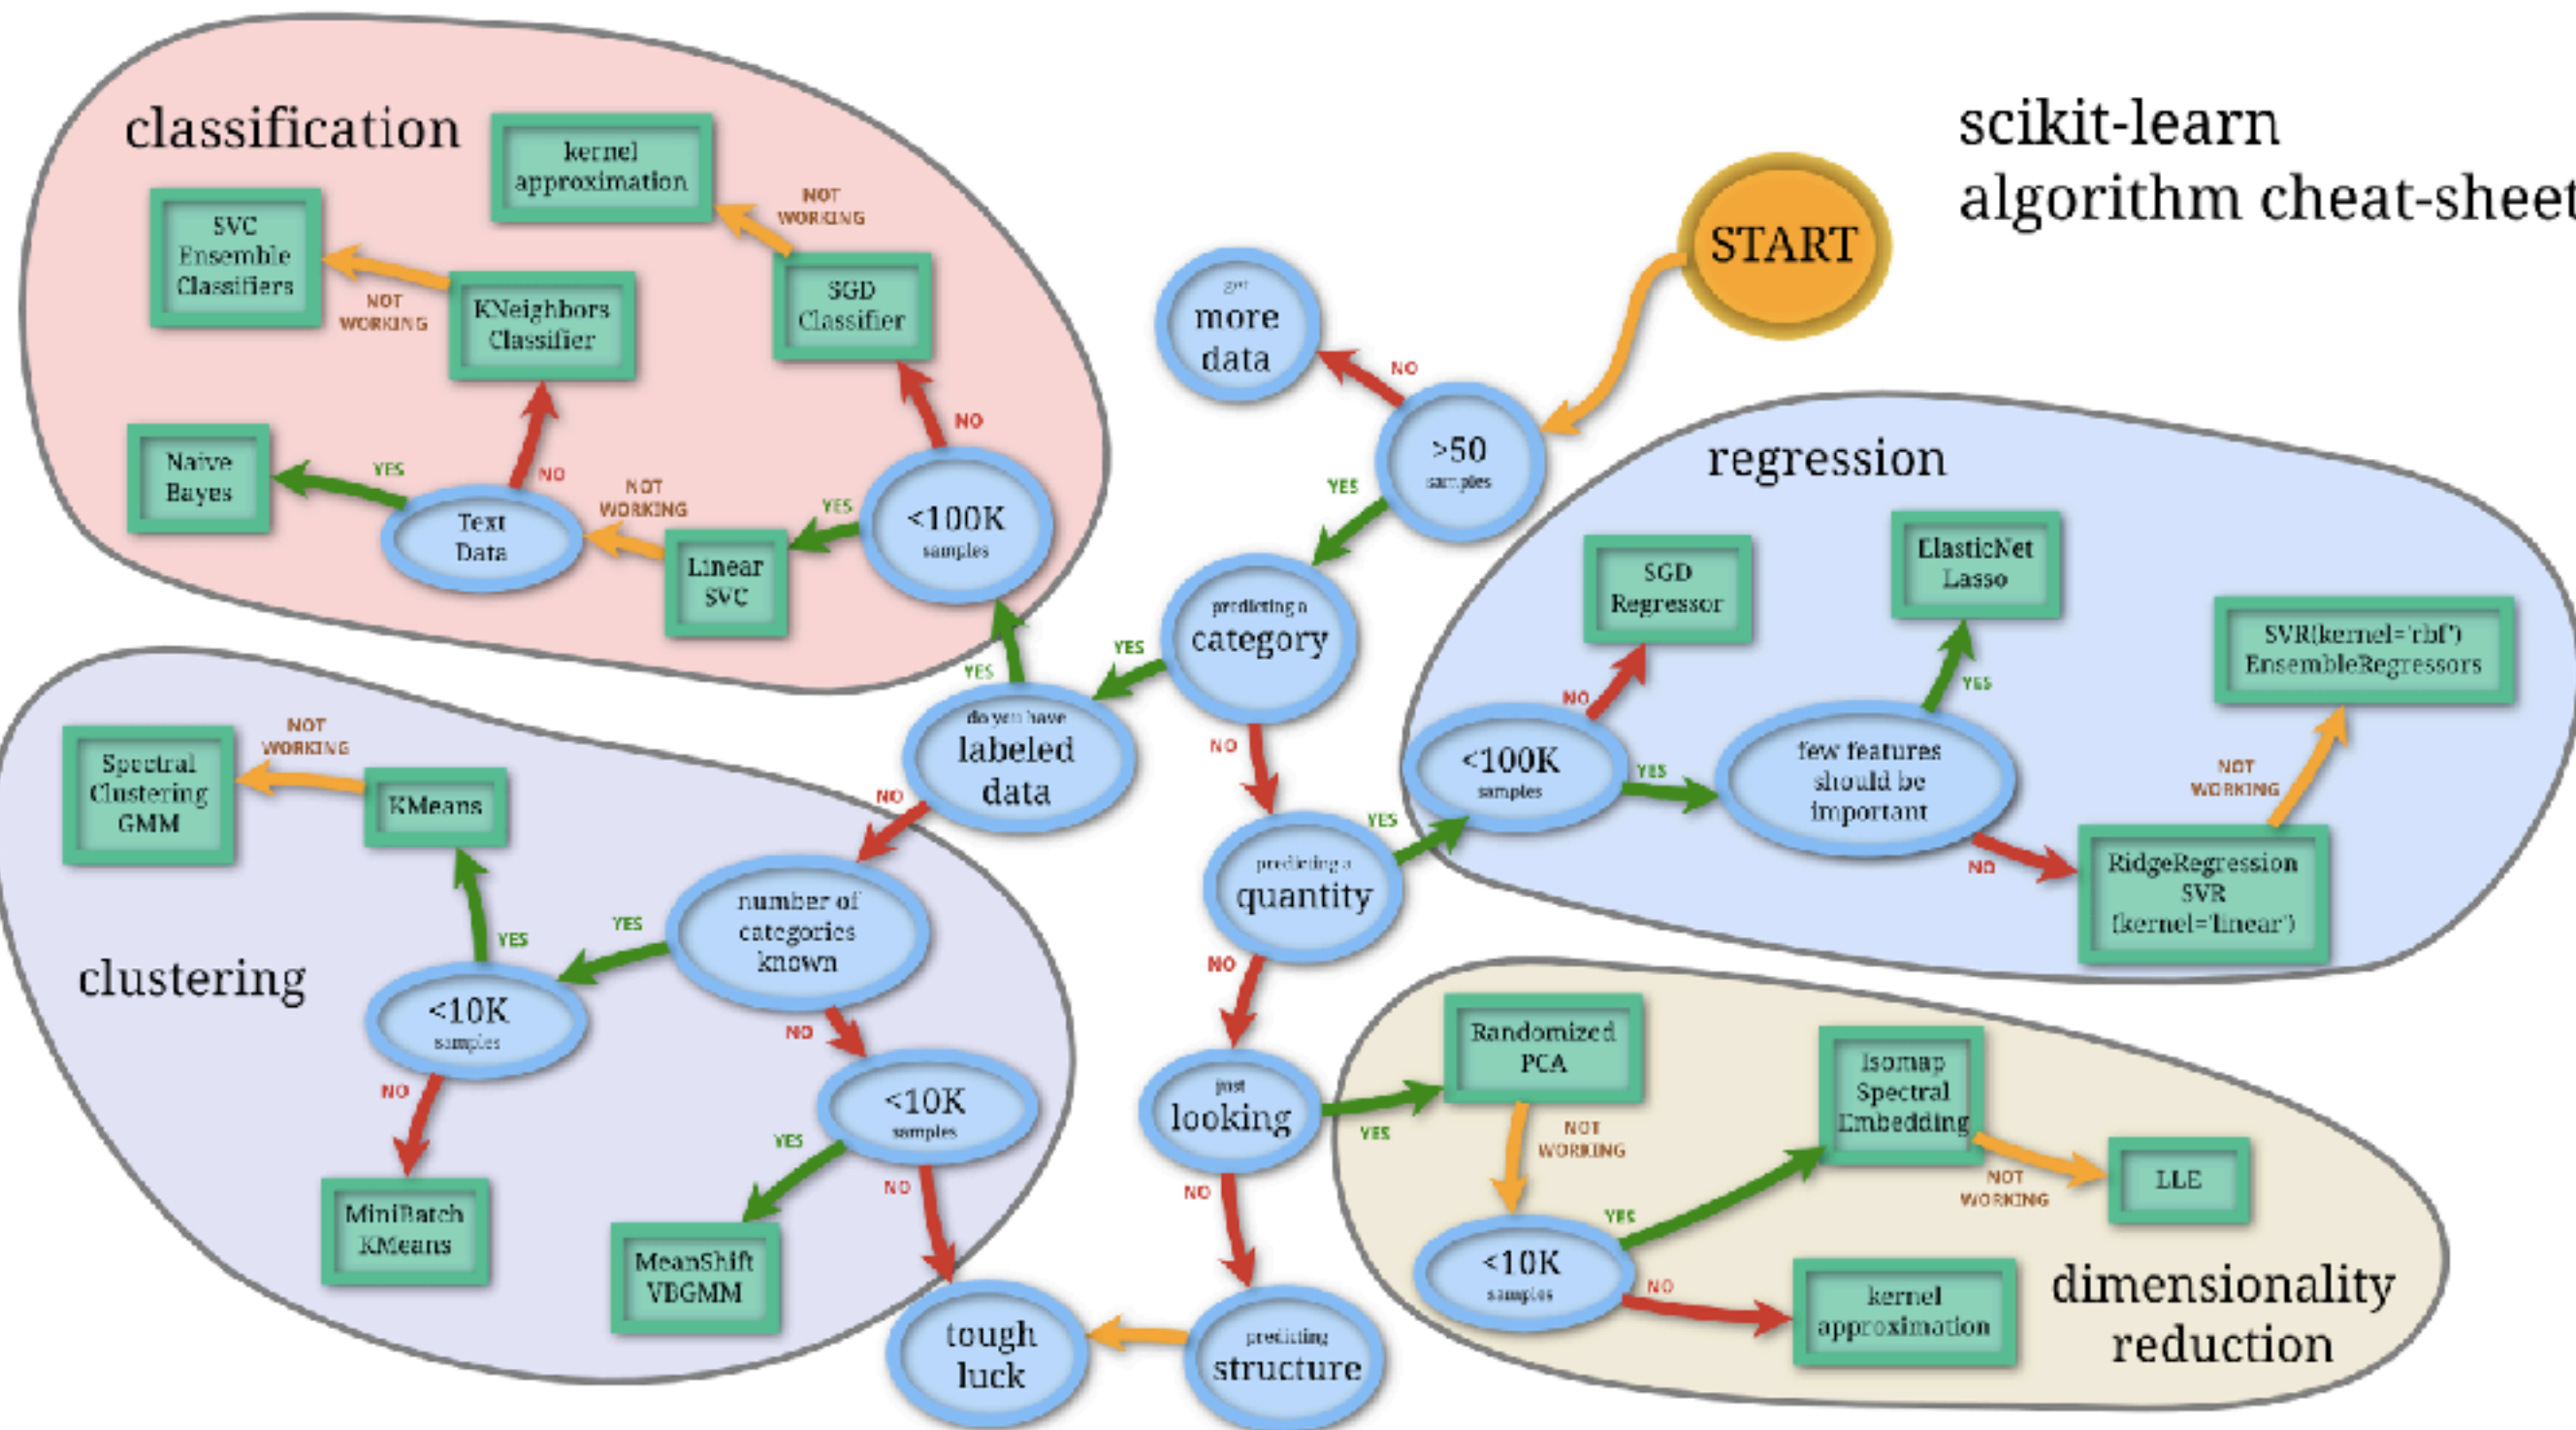 scikit-learn
algorithm cheat-sheet
START
classification
kernel
approximation
NOT
WORKING
SVC
Ensemble
Classifiers
NOT
WORKING
KNeighbors
Classifier
SGD
Classifier
NO
Naive
Bayes
YES
NO
Text
Data
NOT
WORKING
Linear
SVC
YES
<100K
samples
YES
get
more
data
NO
>50
samples
YES
predicting a
category
YES
NO
do you have
labeled
data
NO
predicting a
quantity
YES
NO
just
looking
YES
NO
predicting
structure
tough
luck
regression
SGD
Regressor
NO
<100K
samples
YES
few features
should be
important
YES
ElasticNet
Lasso
NO
RidgeRegression
SVR
(kernel='linear')
NOT
WORKING
SVR(kernel='rbf')
EnsembleRegressors
clustering
Spectral
Clustering
GMM
NOT
WORKING
KMeans
YES
<10K
samples
YES
number of
categories
known
NO
NO
MiniBatch
KMeans
<10K
samples
YES
NO
MeanShift
VBGMM
Randomized
PCA
NOT
WORKING
<10K
samples
YES
Isomap
Spectral
Embedding
NOT
WORKING
LLE
NO
kernel
approximation
dimensionality
reduction